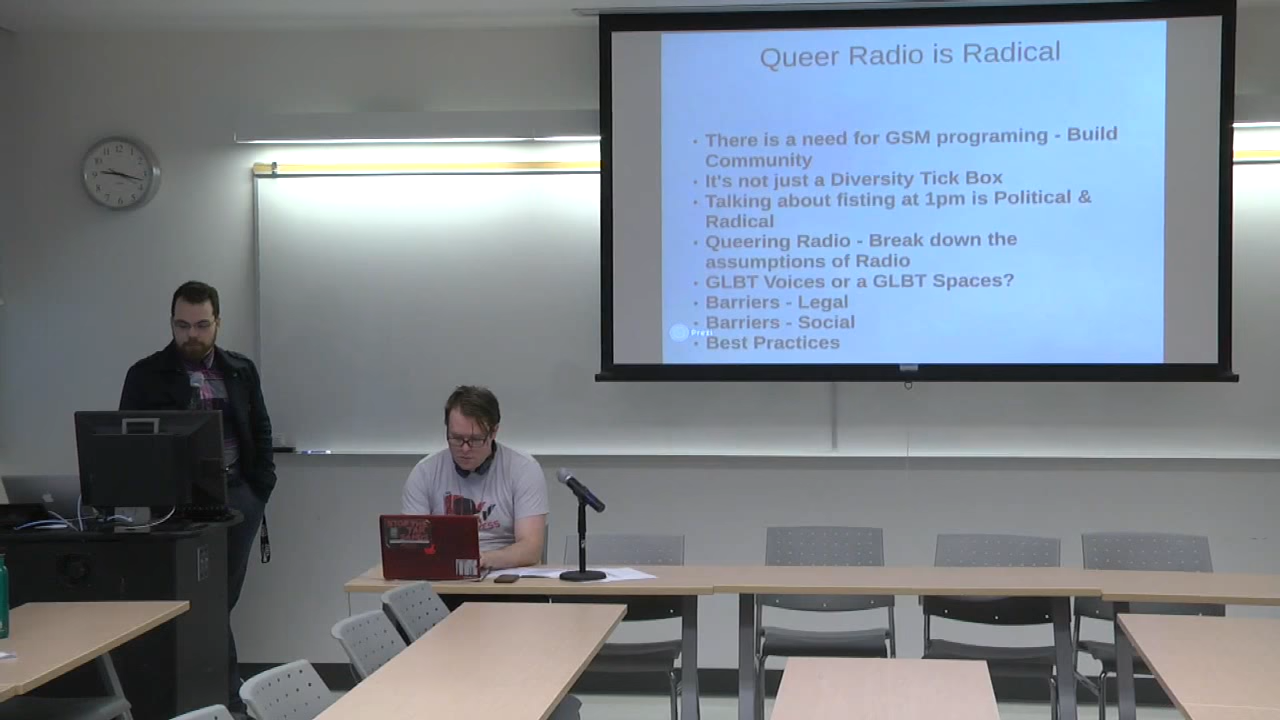 Queer Radio is Radical
• There is a need for GSM programing - Build
Community
• It's not just a Diversity Tick Box
• Talking about fisting at 1pm is Political &
Radical
• Queering Radio - Break down the
assumptions of Radio
• GLBT Voices or a GLBT Spaces?
• Barriers - Legal
• Barriers - Social
• Best Practices
Prezi